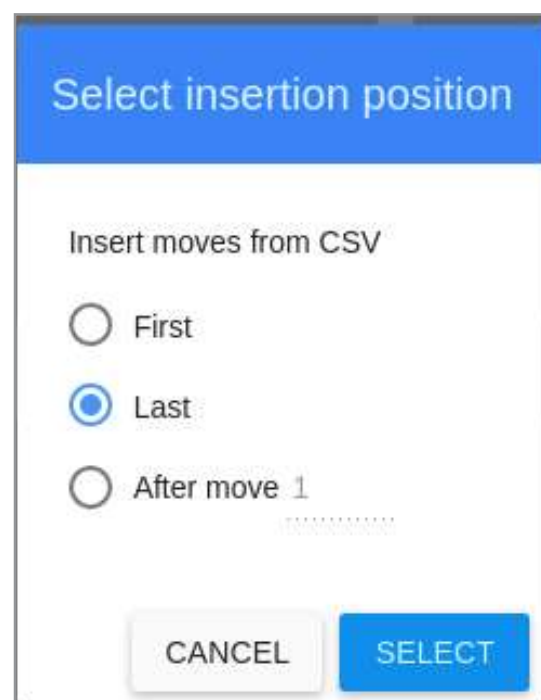 Select insertion position
Insert moves from CSV
First
Last
After move 1
CANCEL SELECT